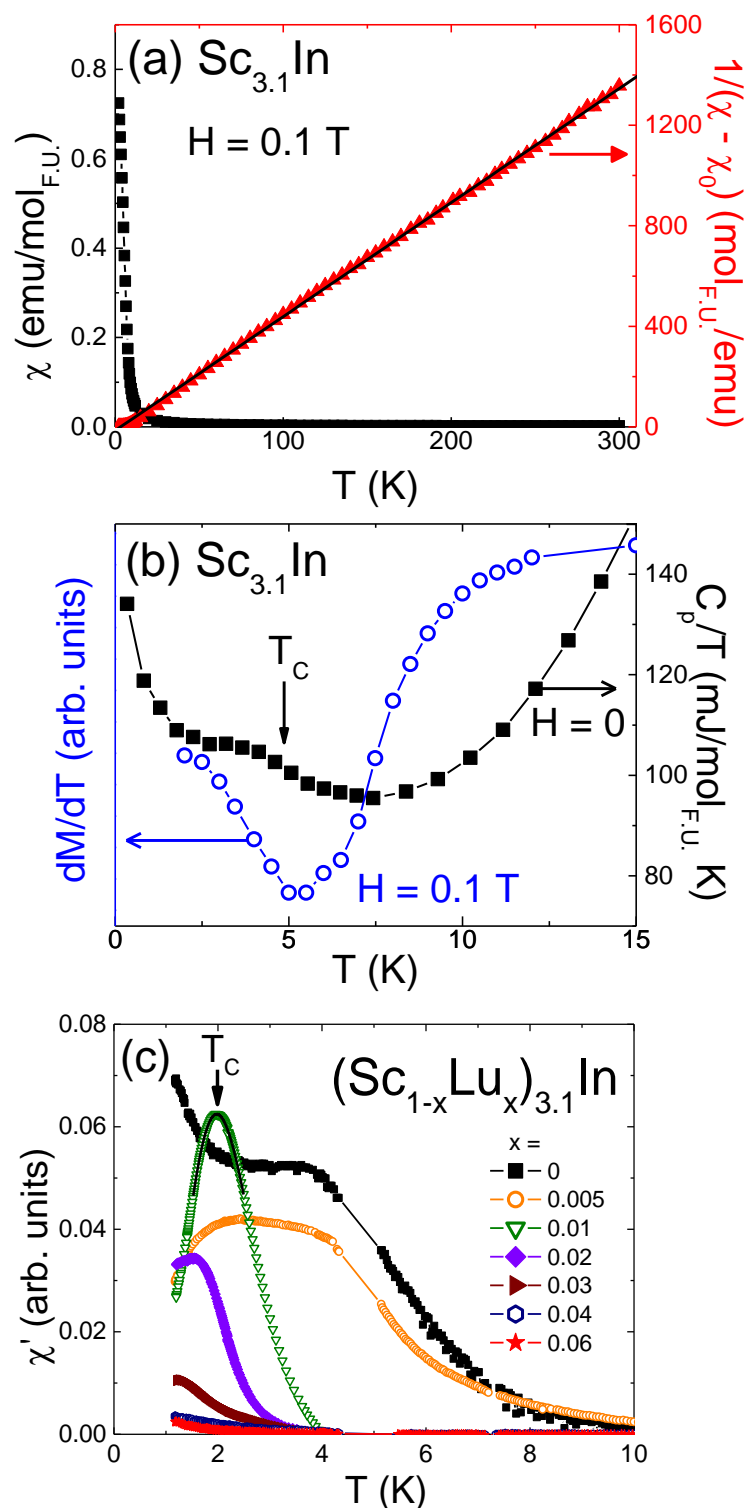 (a) Sc3.1In
H = 0.1 T
χ (emu/molF.U.)
1/(χ - χ0) (molF.U./emu)
0.8
0.6
0.4
0.2
0.0
1600
1200
800
400
0
0 100 200 300
T (K)
(b) Sc3.1In
TC
H = 0
H = 0.1 T
dM/dT (arb. units)
Cp/T (mJ/molF.U. K)
140
120
100
80
0 5 10 15
T (K)
(c)
TC
(Sc1-xLux)3.1In
x =
0
0.005
0.01
0.02
0.03
0.04
0.06
χ' (arb. units)
0.08
0.06
0.04
0.02
0.00
0 2 4 6 8 10
T (K)